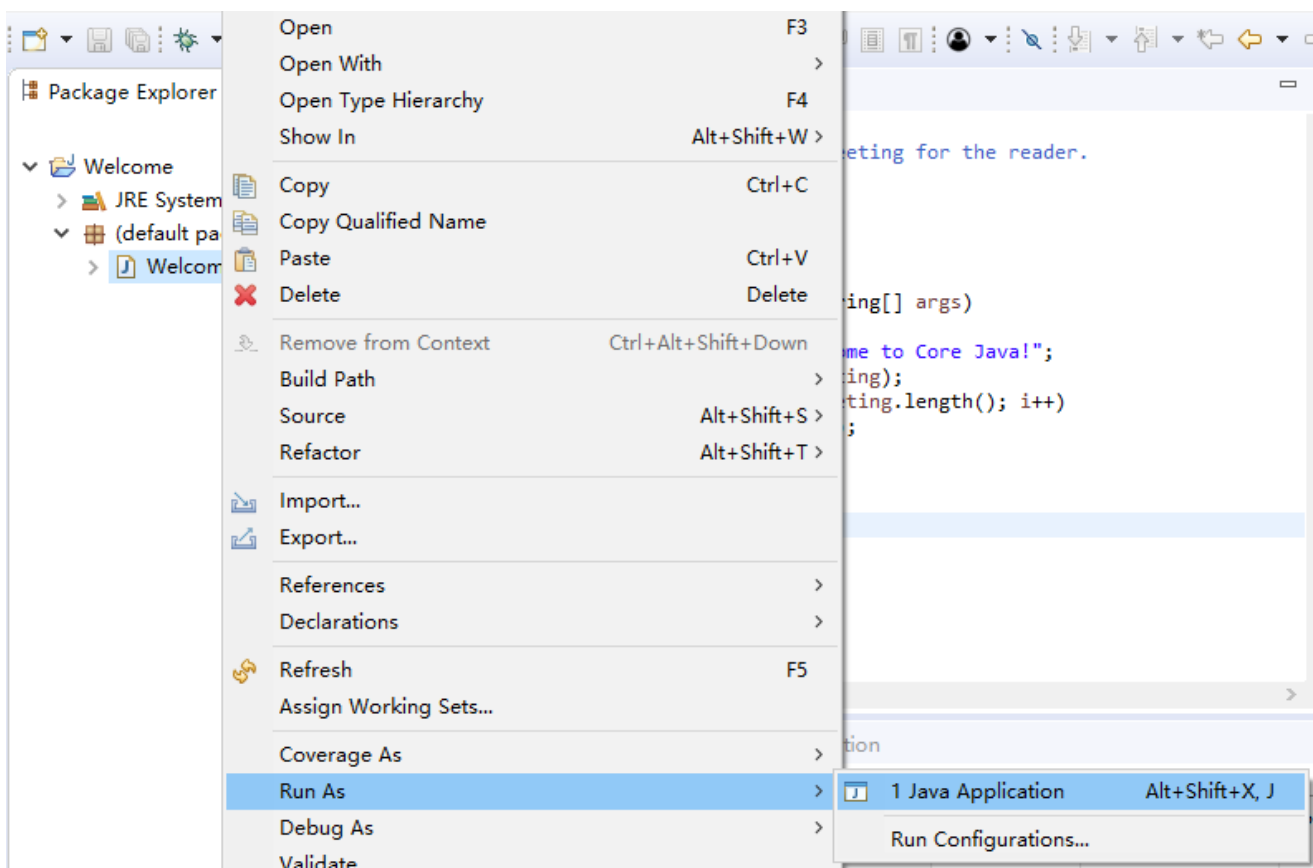 Package Explorer
Welcome
JRE System
(default pa
Welcom
Open F3
Open With
Open Type Hierarchy F4
Show In Alt+Shift+W >
Copy Ctrl+C
Copy Qualified Name
Paste Ctrl+V
Delete Delete
Remove from Context Ctrl+Alt+Shift+Down
Build Path
Source Alt+Shift+S >
Refactor Alt+Shift+T >
Import...
Export...
References
Declarations
Refresh F5
Assign Working Sets...
Coverage As
Run As
Debug As
Validate
1 Java Application Alt+Shift+X, J
Run Configurations...
eting for the reader.
ing[] args)
ome to Core Java!";
ing);
ting.length(); i++)
;
tion